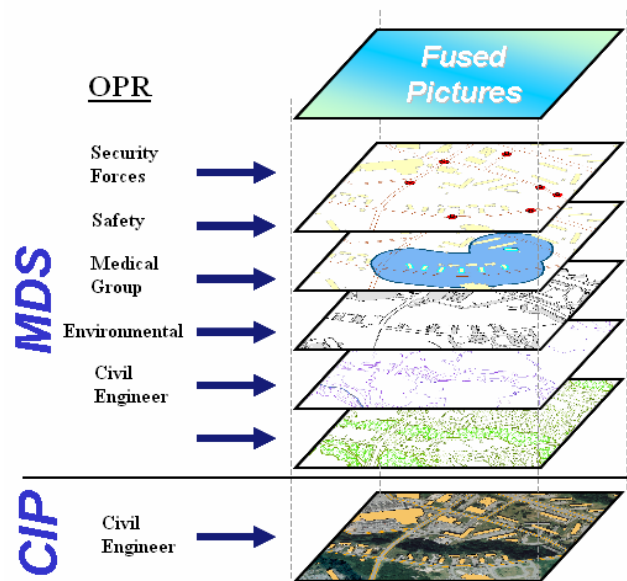 Fused
Pictures
OPR
Security
Forces
Safety
Medical
Group
Environmental
Civil
Engineer
MDS
Civil
Engineer
CIP